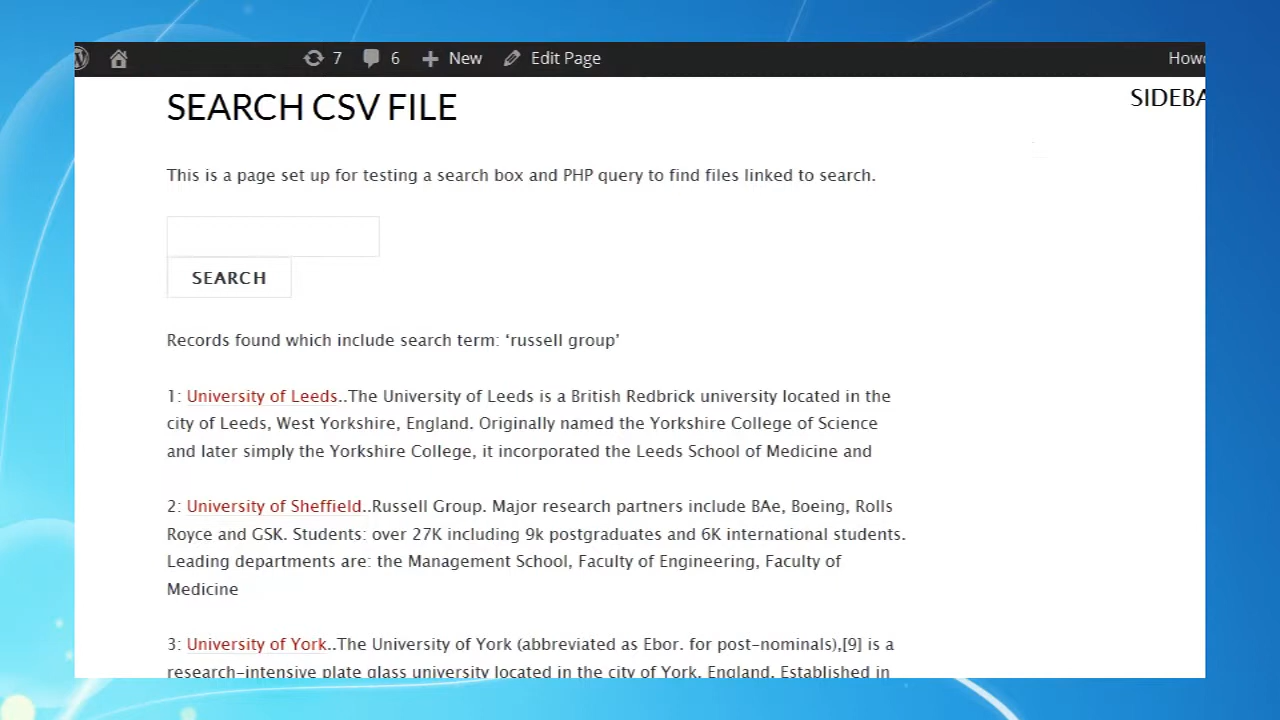 7 6 New Edit Page Howd
SEARCH CSV FILE
SIDEBA
This is a page set up for testing a search box and PHP query to find files linked to search.
SEARCH
Records found which include search term: ‘russell group’
1: University of Leeds..The University of Leeds is a British Redbrick university located in the
city of Leeds, West Yorkshire, England. Originally named the Yorkshire College of Science
and later simply the Yorkshire College, it incorporated the Leeds School of Medicine and
2: University of Sheffield..Russell Group. Major research partners include BAe, Boeing, Rolls
Royce and GSK. Students: over 27K including 9k postgraduates and 6K international students.
Leading departments are: the Management School, Faculty of Engineering, Faculty of
Medicine
3: University of York..The University of York (abbreviated as Ebor. for post-nominals),[9] is a
research-intensive plate glass university located in the city of York, England. Established in